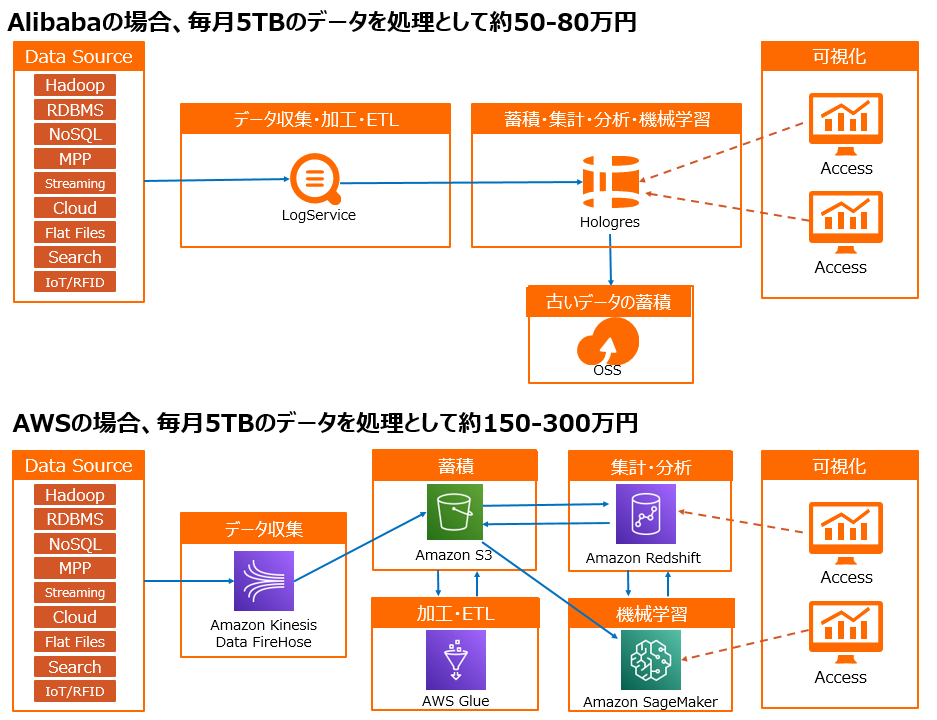 Alibabaの場合、毎月5TBのデータを処理として約50-80万円
Data Source
Hadoop
RDBMS
NoSQL
MPP
Streaming
Cloud
Flat Files
Search
IoT/RFID
データ収集・加工・ETL
LogService
蓄積・集計・分析・機械学習
Hologres
古いデータの蓄積
OSS
可視化
Access
Access
AWSの場合、毎月5TBのデータを処理として約150-300万円
Data Source
Hadoop
RDBMS
NoSQL
MPP
Streaming
Cloud
Flat Files
Search
IoT/RFID
データ収集
Amazon Kinesis
Data FireHose
蓄積
Amazon S3
加工・ETL
AWS Glue
集計・分析
Amazon Redshift
機械学習
Amazon SageMaker
可視化
Access
Access